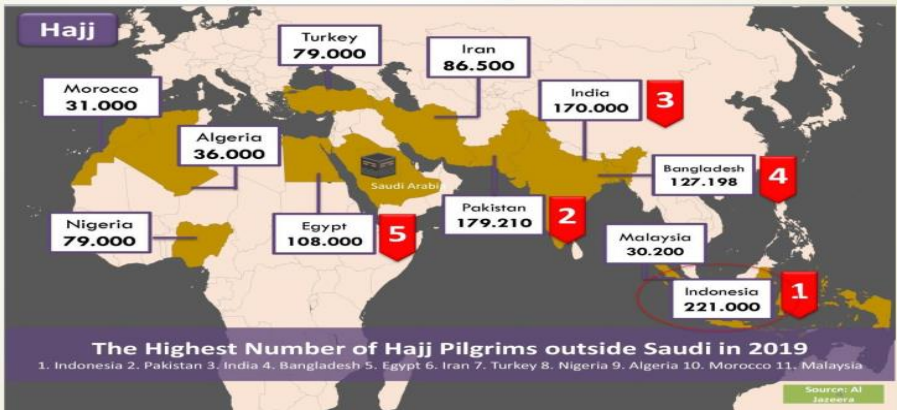 Hajj
Turkey
79.000
Iran
86.500
Morocco
31.000
India
170.000
3
Algeria
36.000
Bangladesh
127.198
4
Saudi Arabi
Nigeria
79.000
Egypt
108.000
5
Pakistan
179.210
2
Malaysia
30.200
Indonesia
221.000
1
The Highest Number of Hajj Pilgrims outside Saudi in 2019
1. Indonesia 2. Pakistan 3. India 4. Bangladesh 5. Egypt 6. Iran 7. Turkey 8. Nigeria 9. Algeria 10. Morocco 11. Malaysia
Source: Al
Jazeera